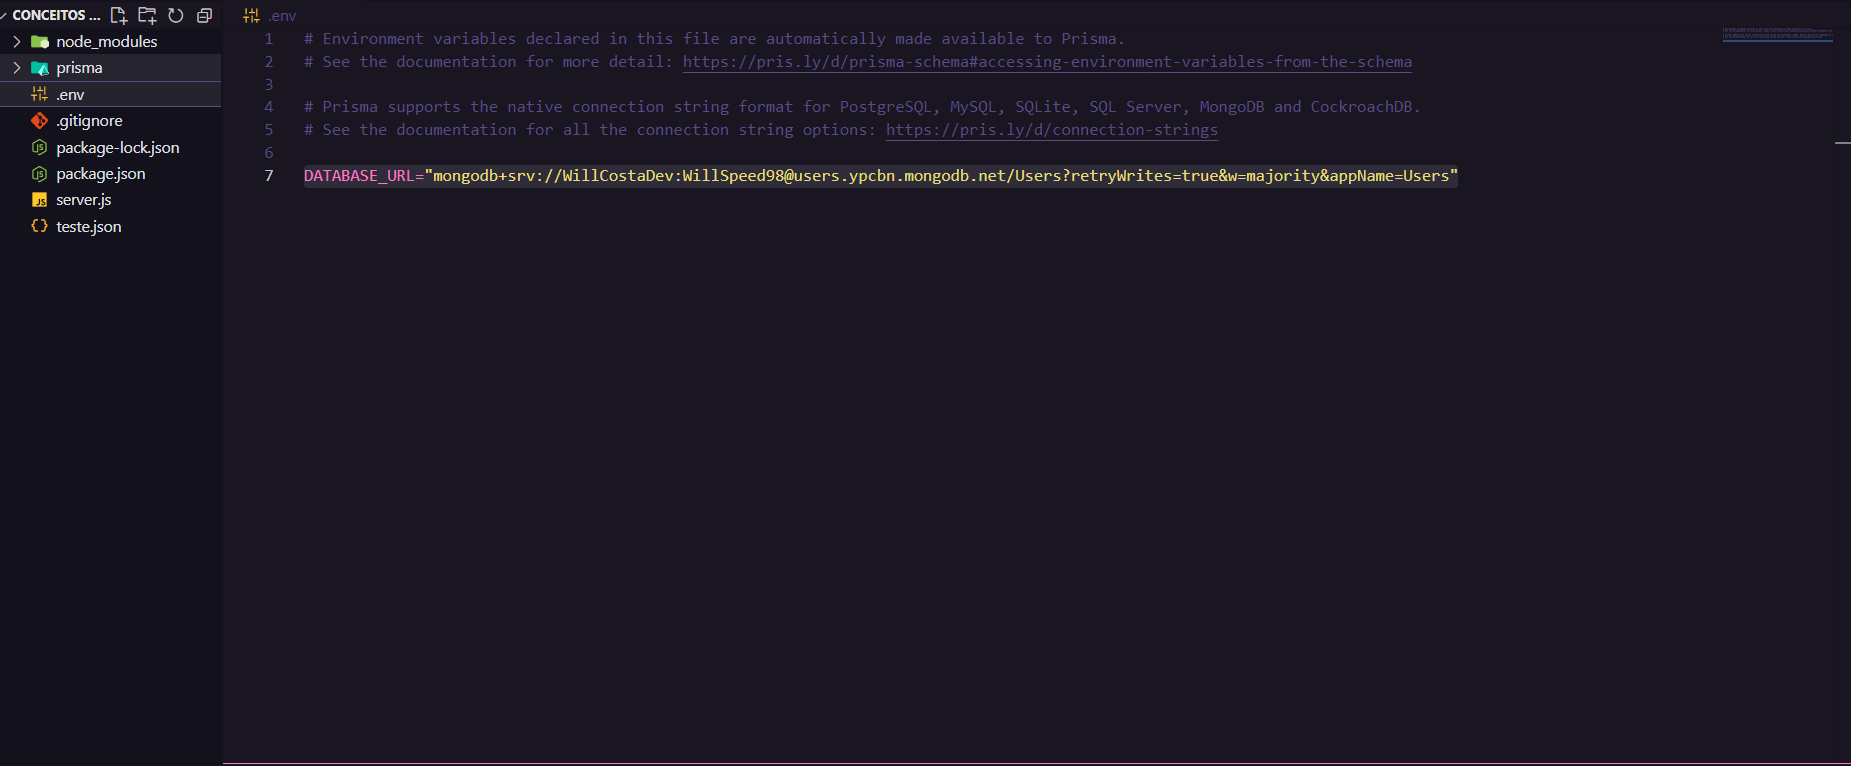 CONCEITOS ...
node_modules
prisma
.env
.gitignore
package-lock.json
package.json
server.js
teste.json
.env
1 # Environment variables declared in this file are automatically made available to Prisma.
2 # See the documentation for more detail: https://pris.ly/d/prisma-schema#accessing-environment-variables-from-the-schema
3
4 # Prisma supports the native connection string format for PostgreSQL, MySQL, SQLite, SQL Server, MongoDB and CockroachDB.
5 # See the documentation for all the connection string options: https://pris.ly/d/connection-strings
6
7 DATABASE_URL="mongodb+srv://WillCostaDev:WillSpeed98@users.ypcbn.mongodb.net/Users?retryWrites=true&w=majority&appName=Users"